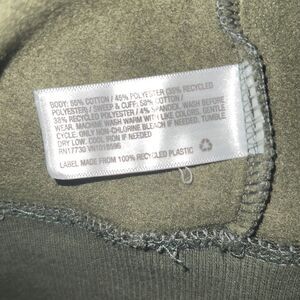 BODY: 55% COTTON / 45% POLYESTER (35% RECYCLED
POLYESTER) / SWEEP & CUFF: 58% COTTON /
38% RECYCLED POLYESTER / 4% SPANDEX. WASH BEFORE
WEAR. MACHINE WASH WARM WITH LIKE COLORS, GENTLE
CYCLE. ONLY NON-CHLORINE BLEACH IF NEEDED. TUMBLE
DRY LOW. COOL IRON IF NEEDED.
RN17730
LABEL MADE FROM 100% RECYCLED PLASTIC